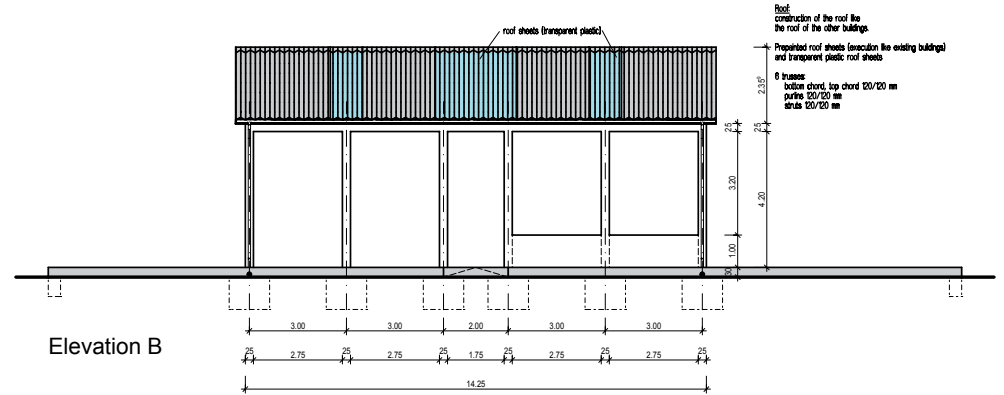 Roof:
construction of the roof like
the roof of the other buildings.
roof sheets (transparent plastic)
Prepainted roof sheets (execution like existing buildings)
and transparent plastic roof sheets
6 trusses:
bottom chord, top chord 120/120 mm
purlins 120/120 mm
struts 120/120 mm
2.35⁵
25 25
3.20 4.20
1.00
30
3.00 3.00 2.00 3.00 3.00
Elevation B
25 2.75 25 2.75 25 1.75 25 2.75 25 2.75 25
14.25